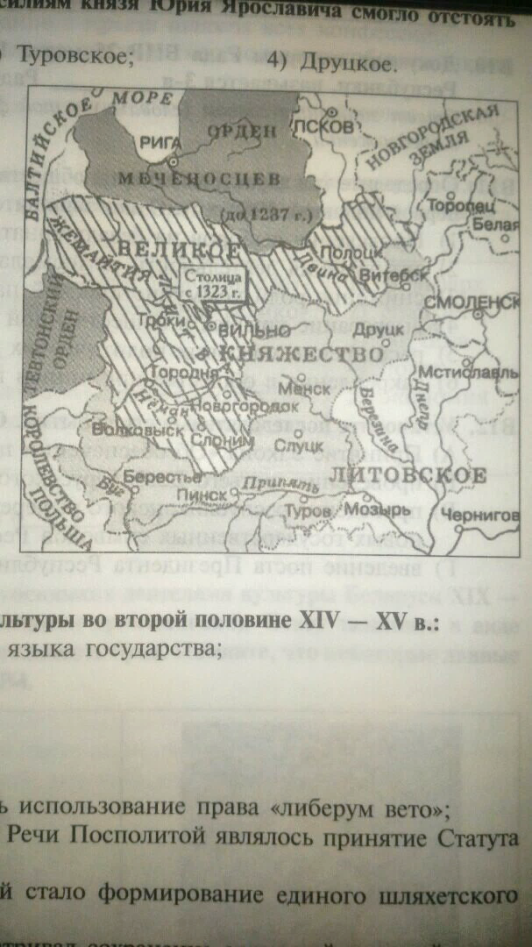 силиям князя Юрия Ярославича смогло отстоять
Туровское; 4) Друцкое.
БАЛТИЙСКОЕ
МОРЕ
РИГА
ОРДЕН
МЕЧЕНОСЦЕВ
(до 1237 г.)
ПСКОВ
НОВГОРОДСКАЯ
ЗЕМЛЯ
Торопец
Белая
ЖЕМАЙТИЯ
ВЕЛИКОЕ
Полоцк
Двина
Витебск
Столица
с 1323 г.
ЛИТВА
СМОЛЕНСК
ТЕВТОНСКИЙ
ОРДЕН
Троки
ВИЛЬНО
Друцк
КНЯЖЕСТВО
Мстиславль
Городня
Менск
Неман
Новогородок
Березина
Днепр
Волковыск
Слоним
Слуцк
КОРОЛЕВСТВО
ПОЛЬША
Буг
Берестье
Пинск
Припять
ЛИТОВСКОЕ
Туров
Мозырь
Чернигов
льтуры во второй половине XIV — XV в.:
языка государства;
ь использование права «либерум вето»;
Речи Посполитой являлось принятие Статута
й стало формирование единого шляхетского